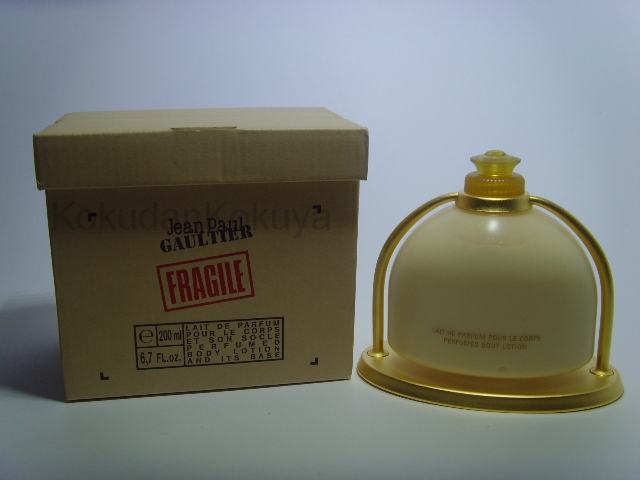 KokudanKokuya
Jean Paul
GAULTIER
FRAGILE
e 200 ml
6,7 FL.oz.
LAIT DE PARFUM
POUR LE CORPS
ET SON SOCLE
PERFUMED
BODY LOTION
AND ITS BASE
LAIT DE PARFUM POUR LE CORPS
PERFUMED BODY LOTION